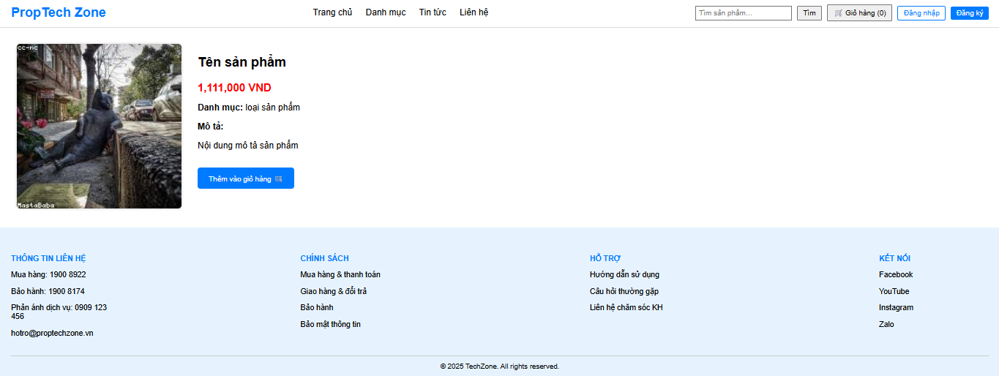 PropTech Zone
Trang chủ Danh mục Tin tức Liên hệ
Tìm sản phẩm... Tìm 🛒 Giỏ hàng (0) Đăng nhập Đăng ký
cc-nc
MastaBaba
Tên sản phẩm
1,111,000 VND
Danh mục: loại sản phẩm
Mô tả:
Nội dung mô tả sản phẩm
Thêm vào giỏ hàng 🛒
THÔNG TIN LIÊN HỆ
Mua hàng: 1900 8922
Bảo hành: 1900 8174
Phản ánh dịch vụ: 0909 123
456
hotro@proptechzone.vn
CHÍNH SÁCH
Mua hàng & thanh toán
Giao hàng & đổi trả
Bảo hành
Bảo mật thông tin
HỖ TRỢ
Hướng dẫn sử dụng
Câu hỏi thường gặp
Liên hệ chăm sóc KH
KẾT NỐI
Facebook
YouTube
Instagram
Zalo
© 2025 TechZone. All rights reserved.